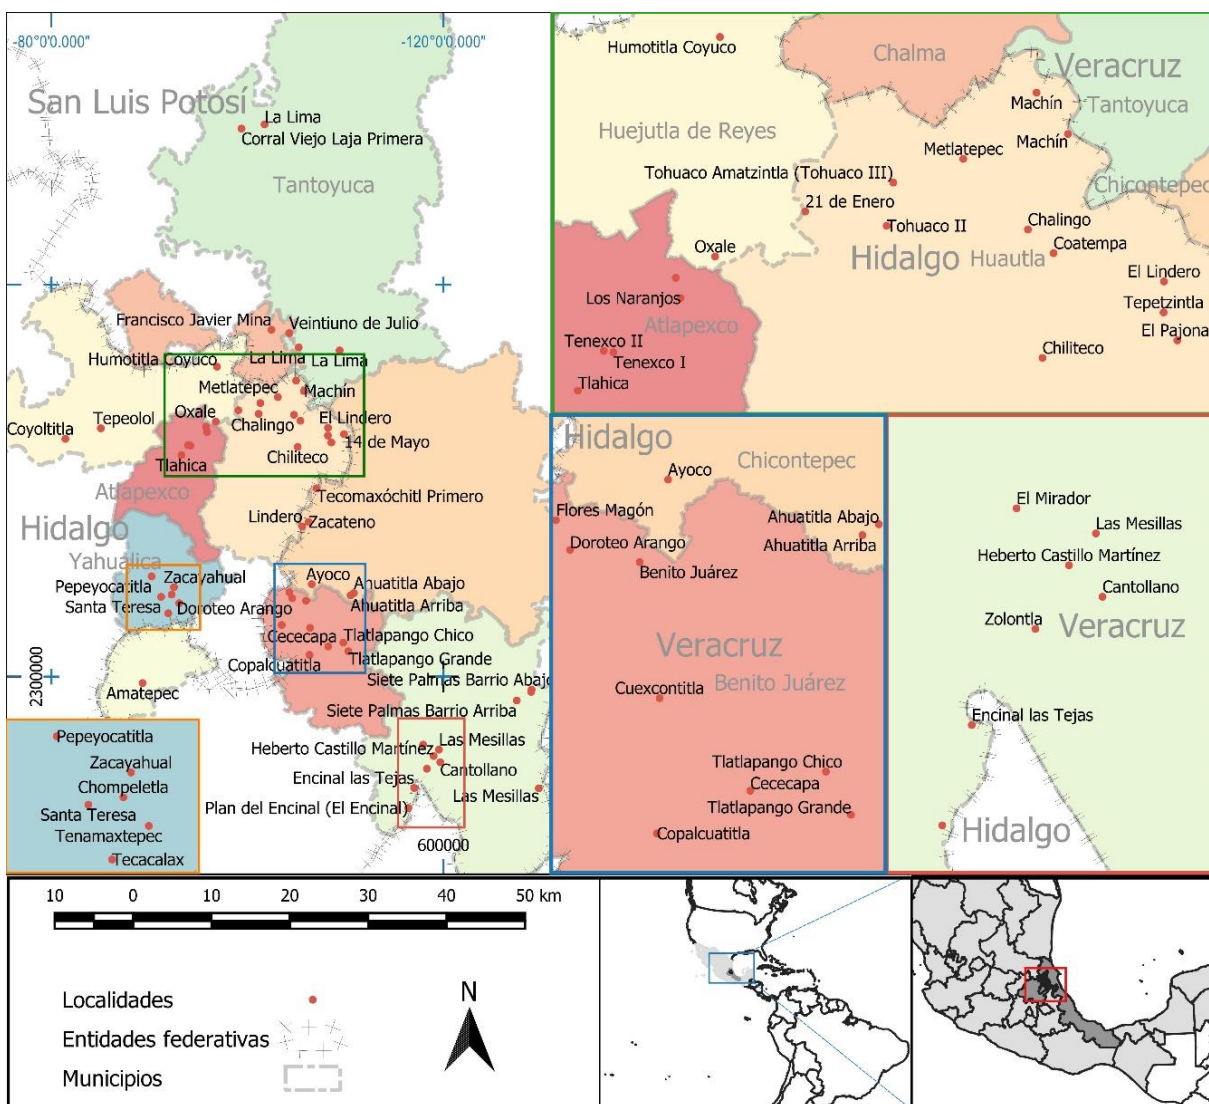 -80°0'0.000"
-120°0'0.000"
San Luis Potosí
La Lima
Corral Viejo Laja Primera
Tantoyuca
Francisco Javier Mina
Veintiuno de Julio
Humotitla Coyuco
La Lima
La Lima
Metlatepec
Machín
Tepeolol
Oxale
Chalingo
El Lindero
Coyoltitla
14 de Mayo
Tlahica
Chiliteco
Atlapexco
Tecomaxóchitl Primero
Hidalgo
Lindero
Zacateno
Yahualica
Pepeyocatitla
Zacayahual
Ayoco
Ahuatitla Abajo
Santa Teresa
Doroteo Arango
Ahuatitla Arriba
Cececapa
Tlatlapango Chico
Copalcuatitla
Tlatlapango Grande
2300000
Amatepec
Siete Palmas Barrio Abajo
Siete Palmas Barrio Arriba
Heberto Castillo Martínez
Las Mesillas
Encinal las Tejas
Cantollano
Plan del Encinal (El Encinal)
Las Mesillas
600000
Pepeyocatitla
Zacayahual
Chompeletla
Santa Teresa
Tenamaxtepec
Tecacalax
Humotitla Coyuco
Chalma
Veracruz
Machín
Tantoyuca
Huejutla de Reyes
Machín
Metlatepec
Tohuaco Amatzintla (Tohuaco III)
Chicontepec
21 de Enero
Tohuaco II
Chalingo
Oxale
Hidalgo
Huautla
Coatempa
El Lindero
Los Naranjos
Atlapexco
Tepetzintla
El Pajona
Tenexco II
Tenexco I
Chiliteco
Tlahica
Hidalgo
Chicontepec
Ayoco
Flores Magón
Ahuatitla Abajo
Doroteo Arango
Ahuatitla Arriba
Benito Juárez
Veracruz
Benito Juárez
Cuexcontitla
Tlatlapango Chico
Cececapa
Tlatlapango Grande
Copalcuatitla
El Mirador
Las Mesillas
Heberto Castillo Martínez
Cantollano
Zolontla
Veracruz
Encinal las Tejas
Hidalgo
10 0 10 20 30 40 50 km
Localidades
Entidades federativas
Municipios
N